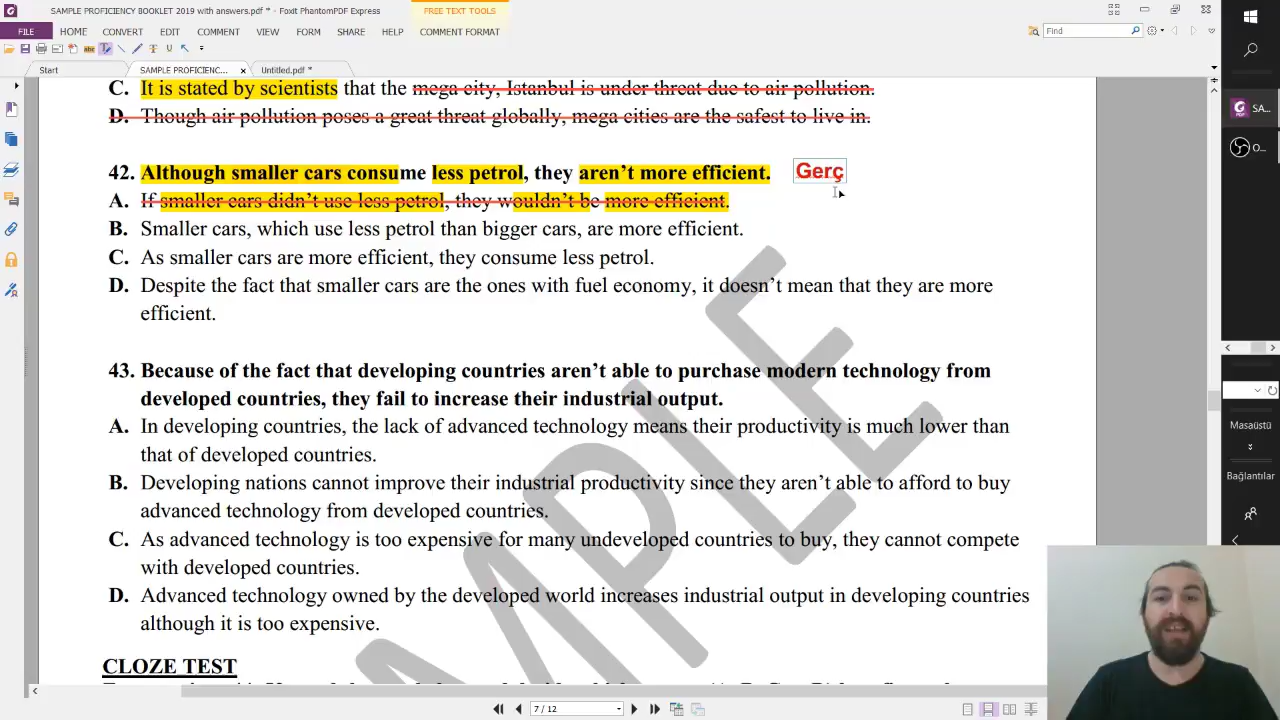 SAMPLE PROFICIENCY BOOKLET 2019 with answers.pdf * - Foxit PhantomPDF Express
FREE TEXT TOOLS
FILE HOME CONVERT EDIT COMMENT VIEW FORM SHARE HELP COMMENT FORMAT
Find
Start SAMPLE PROFICIENC... Untitled.pdf *
C. It is stated by scientists that the mega city, Istanbul is under threat due to air pollution.
D. Though air pollution poses a great threat globally, mega cities are the safest to live in.
42. Although smaller cars consume less petrol, they aren't more efficient. Gerç
A. If smaller cars didn't use less petrol, they wouldn't be more efficient.
B. Smaller cars, which use less petrol than bigger cars, are more efficient.
C. As smaller cars are more efficient, they consume less petrol.
D. Despite the fact that smaller cars are the ones with fuel economy, it doesn't mean that they are more
efficient.
43. Because of the fact that developing countries aren't able to purchase modern technology from
developed countries, they fail to increase their industrial output.
A. In developing countries, the lack of advanced technology means their productivity is much lower than
that of developed countries.
B. Developing nations cannot improve their industrial productivity since they aren't able to afford to buy
advanced technology from developed countries.
C. As advanced technology is too expensive for many undeveloped countries to buy, they cannot compete
with developed countries.
D. Advanced technology owned by the developed world increases industrial output in developing countries
although it is too expensive.
CLOZE TEST
7 / 12
SA...
O...
Masaüstü
Bağlantılar